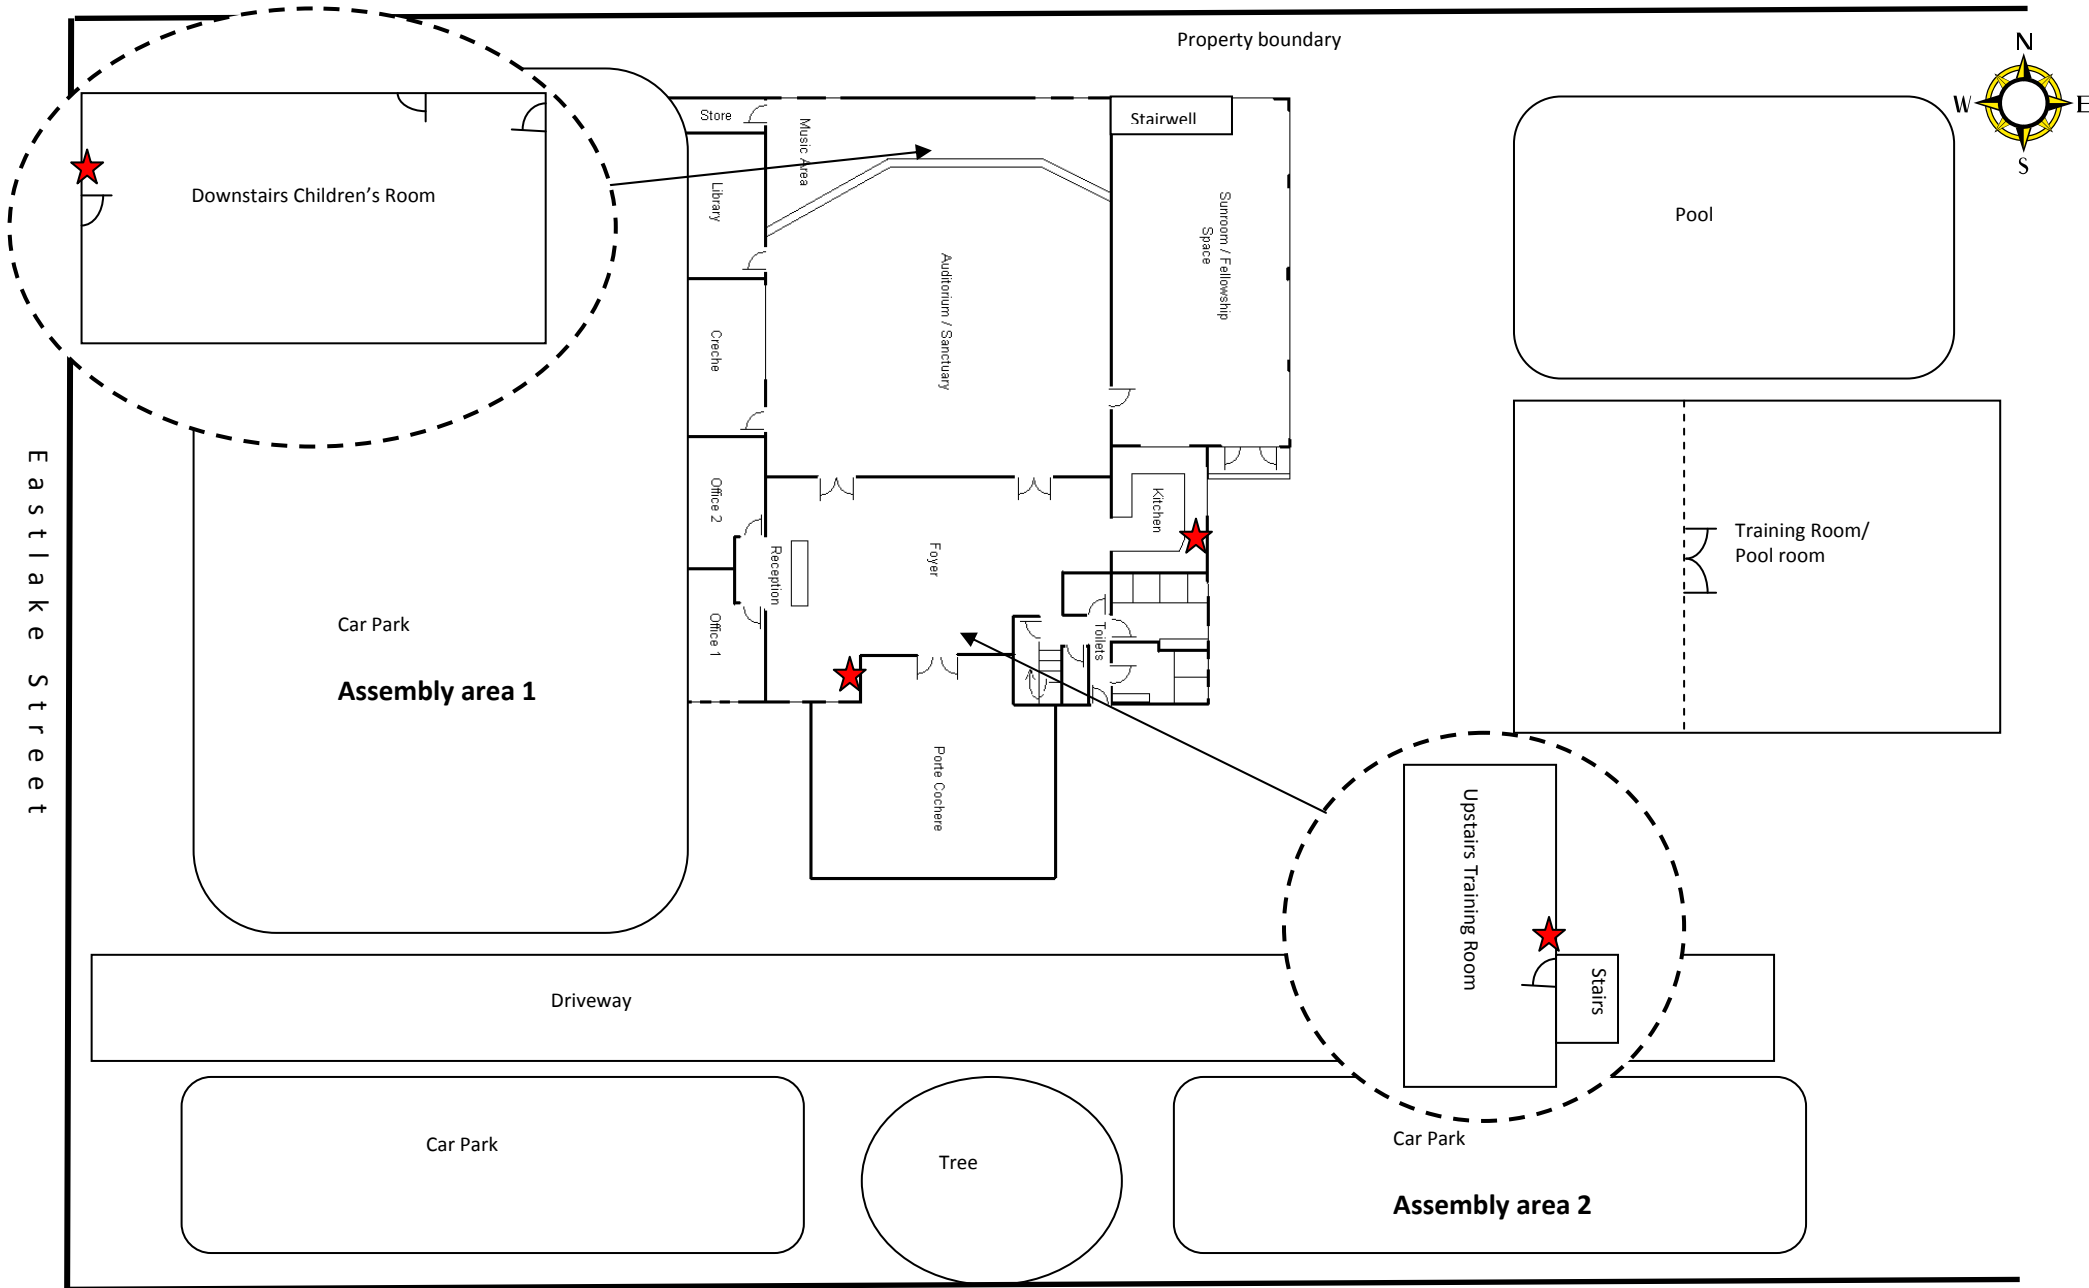 Property boundary
N
W
E
S
Store
Music Area
Stairwell
Downstairs Children's Room
Library
Sunroom / Fellowship
Space
Pool
Auditorium / Sanctuary
Creche
Eastlake Street
Office 2
Kitchen
Training Room/
Pool room
Reception
Foyer
Car Park
Office 1
Toilets
Assembly area 1
Porte Cochere
Upstairs Training Room
Stairs
Driveway
Car Park
Tree
Car Park
Assembly area 2